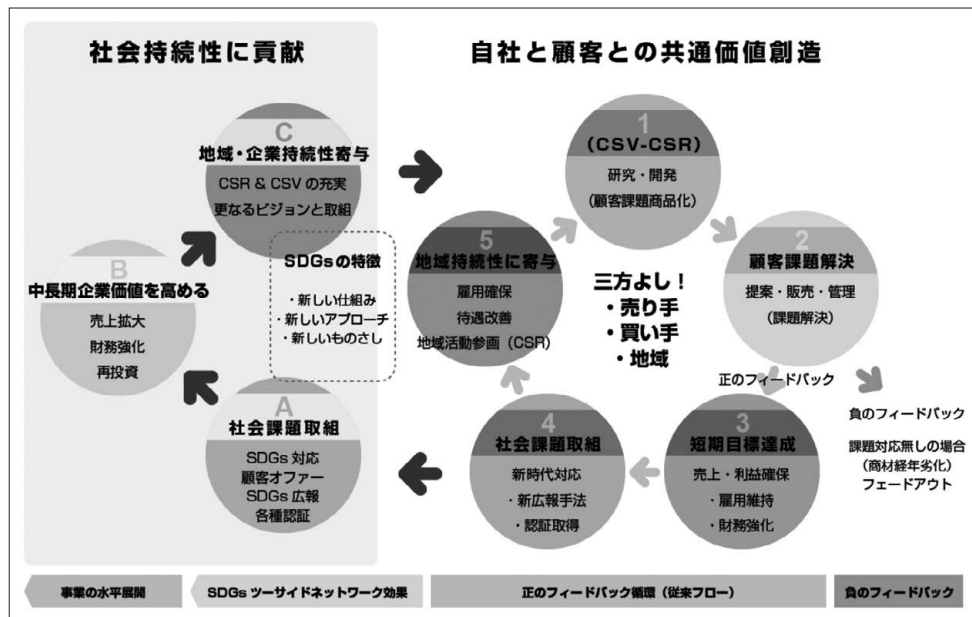 社会持続性に貢献
自社と顧客との共通価値創造
C
地域・企業持続性寄与
CSR & CSV の充実
更なるビジョンと取組
B
中長期企業価値を高める
売上拡大
財務強化
再投資
A
社会課題取組
SDGs 対応
顧客オファー
SDGs 広報
各種認証
SDGs の特徴
・新しい仕組み
・新しいアプローチ
・新しいものさし
1
(CSV-CSR)
研究・開発
(顧客課題商品化)
2
顧客課題解決
提案・販売・管理
(課題解決)
正のフィードバック
負のフィードバック
課題対応無しの場合
(商材経年劣化)
フェードアウト
3
短期目標達成
売上・利益確保
・雇用維持
・財務強化
4
社会課題取組
新時代対応
・新広報手法
・認証取得
5
地域持続性に寄与
雇用確保
待遇改善
地域活動参画（CSR）
三方よし！
・売り手
・買い手
・地域
事業の水平展開
SDGs ツーサイドネットワーク効果
正のフィードバック循環（従来フロー）
負のフィードバック